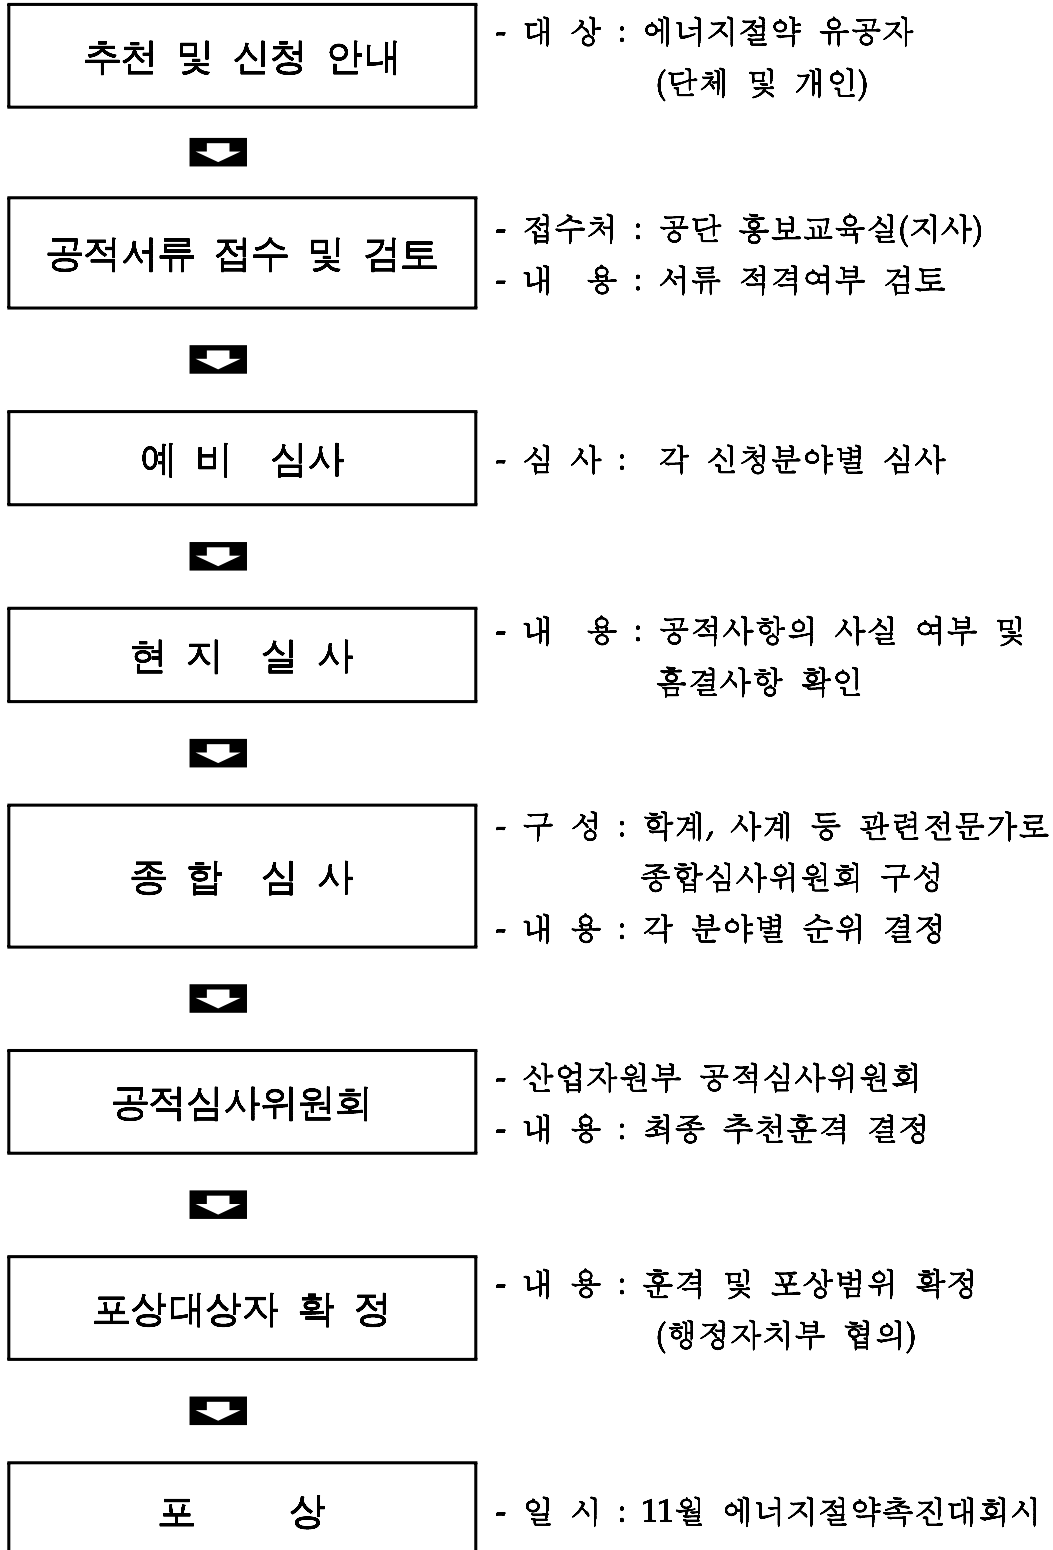 추천 및 신청 안내
- 대 상 : 에너지절약 유공자
(단체 및 개인)
공적서류 접수 및 검토
- 접수처 : 공단 홍보교육실(지사)
- 내 용 : 서류 적격여부 검토
예 비 심사
- 심 사 : 각 신청분야별 심사
현 지 실 사
- 내 용 : 공적사항의 사실 여부 및
흠결사항 확인
종 합 심 사
- 구 성 : 학계, 사계 등 관련전문가로
종합심사위원회 구성
- 내 용 : 각 분야별 순위 결정
공적심사위원회
- 산업자원부 공적심사위원회
- 내 용 : 최종 추천훈격 결정
포상대상자 확 정
- 내 용 : 훈격 및 포상범위 확정
(행정자치부 협의)
포 상
- 일 시 : 11월 에너지절약촉진대회시